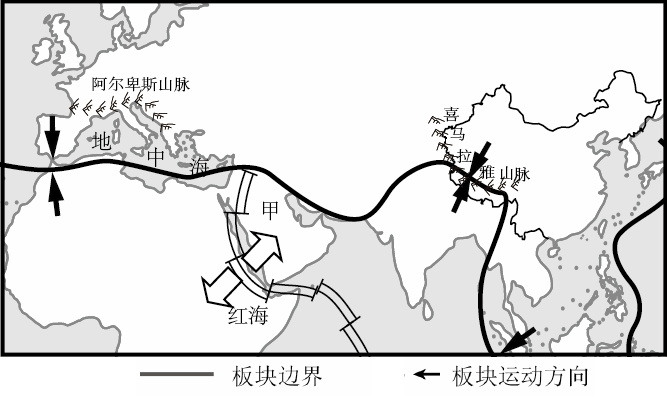 阿尔卑斯山脉
地中海
喜马拉雅山脉
甲
红海
板块边界
板块运动方向